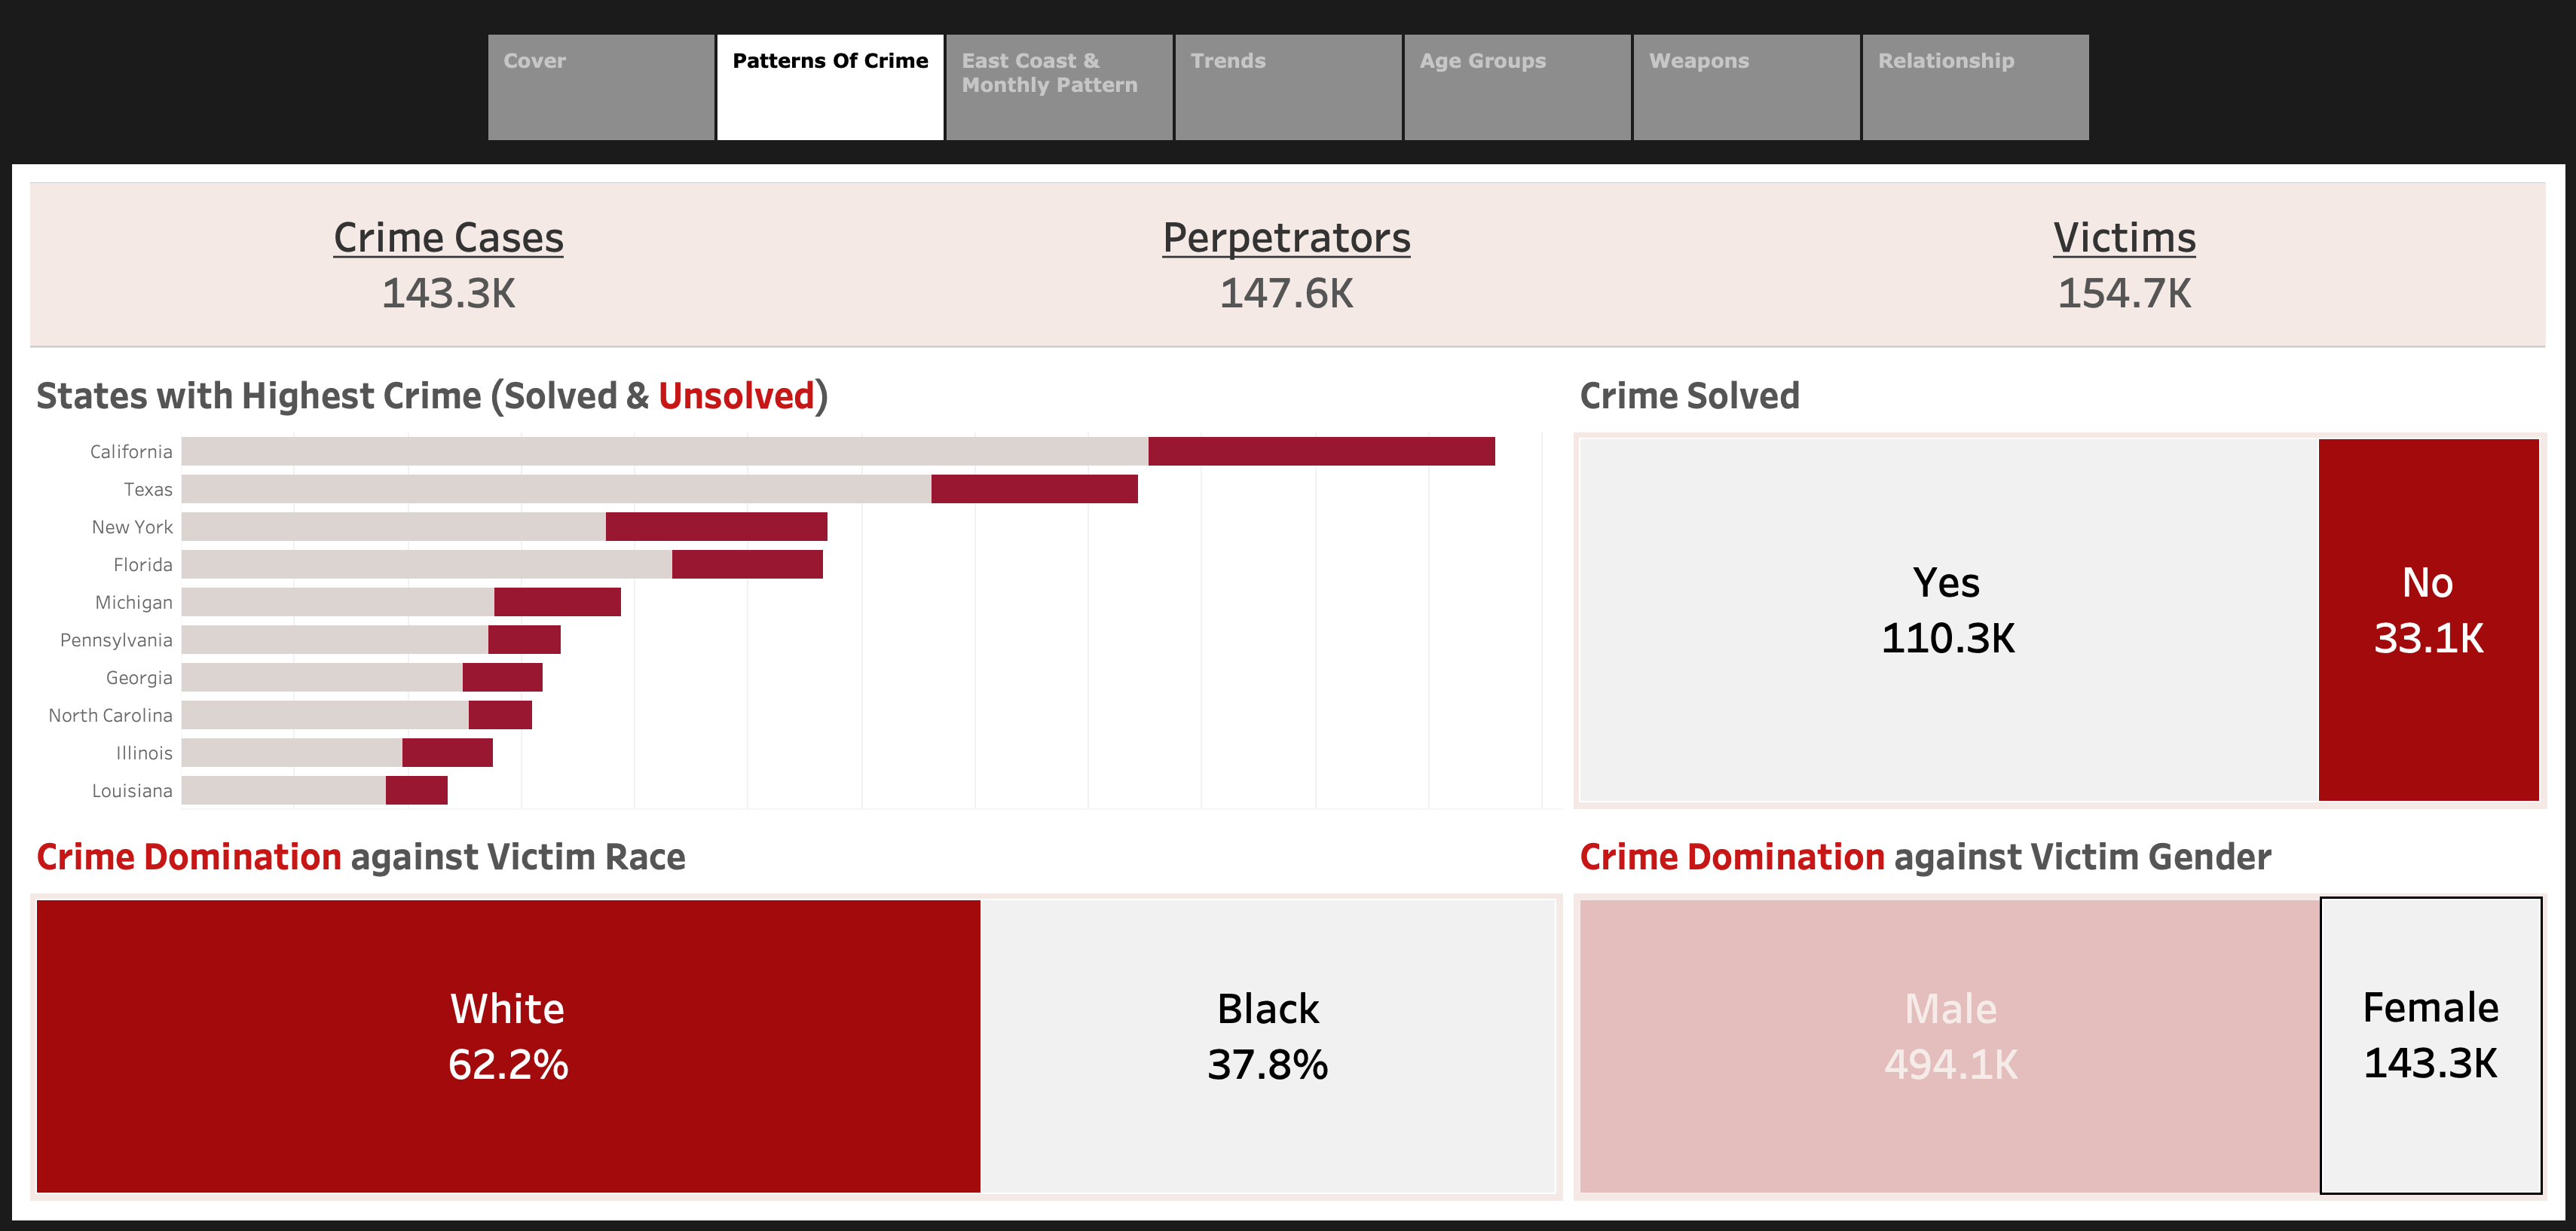 Cover
Patterns Of Crime
East Coast &
Monthly Pattern
Trends
Age Groups
Weapons
Relationship
Crime Cases
143.3K
Perpetrators
147.6K
Victims
154.7K
States with Highest Crime (Solved & Unsolved)
California
Texas
New York
Florida
Michigan
Pennsylvania
Georgia
North Carolina
Illinois
Louisiana
Crime Solved
Yes
110.3K
No
33.1K
Crime Domination against Victim Race
White
62.2%
Black
37.8%
Crime Domination against Victim Gender
Male
494.1K
Female
143.3K